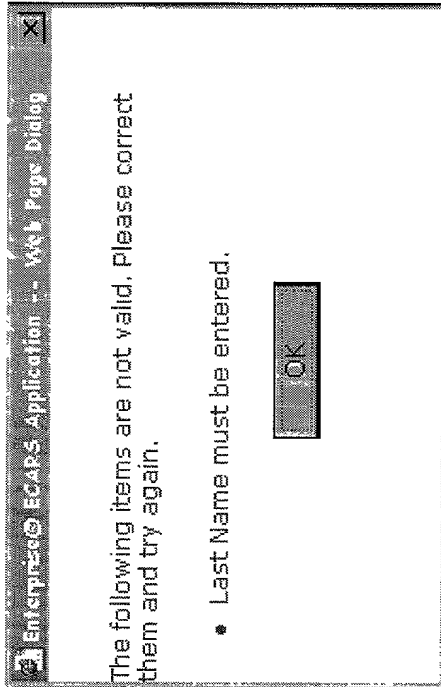 Enterprise® ECARS Application -- Web Page Dialog
The following items are not valid. Please correct
them and try again.
• Last Name must be entered.
OK